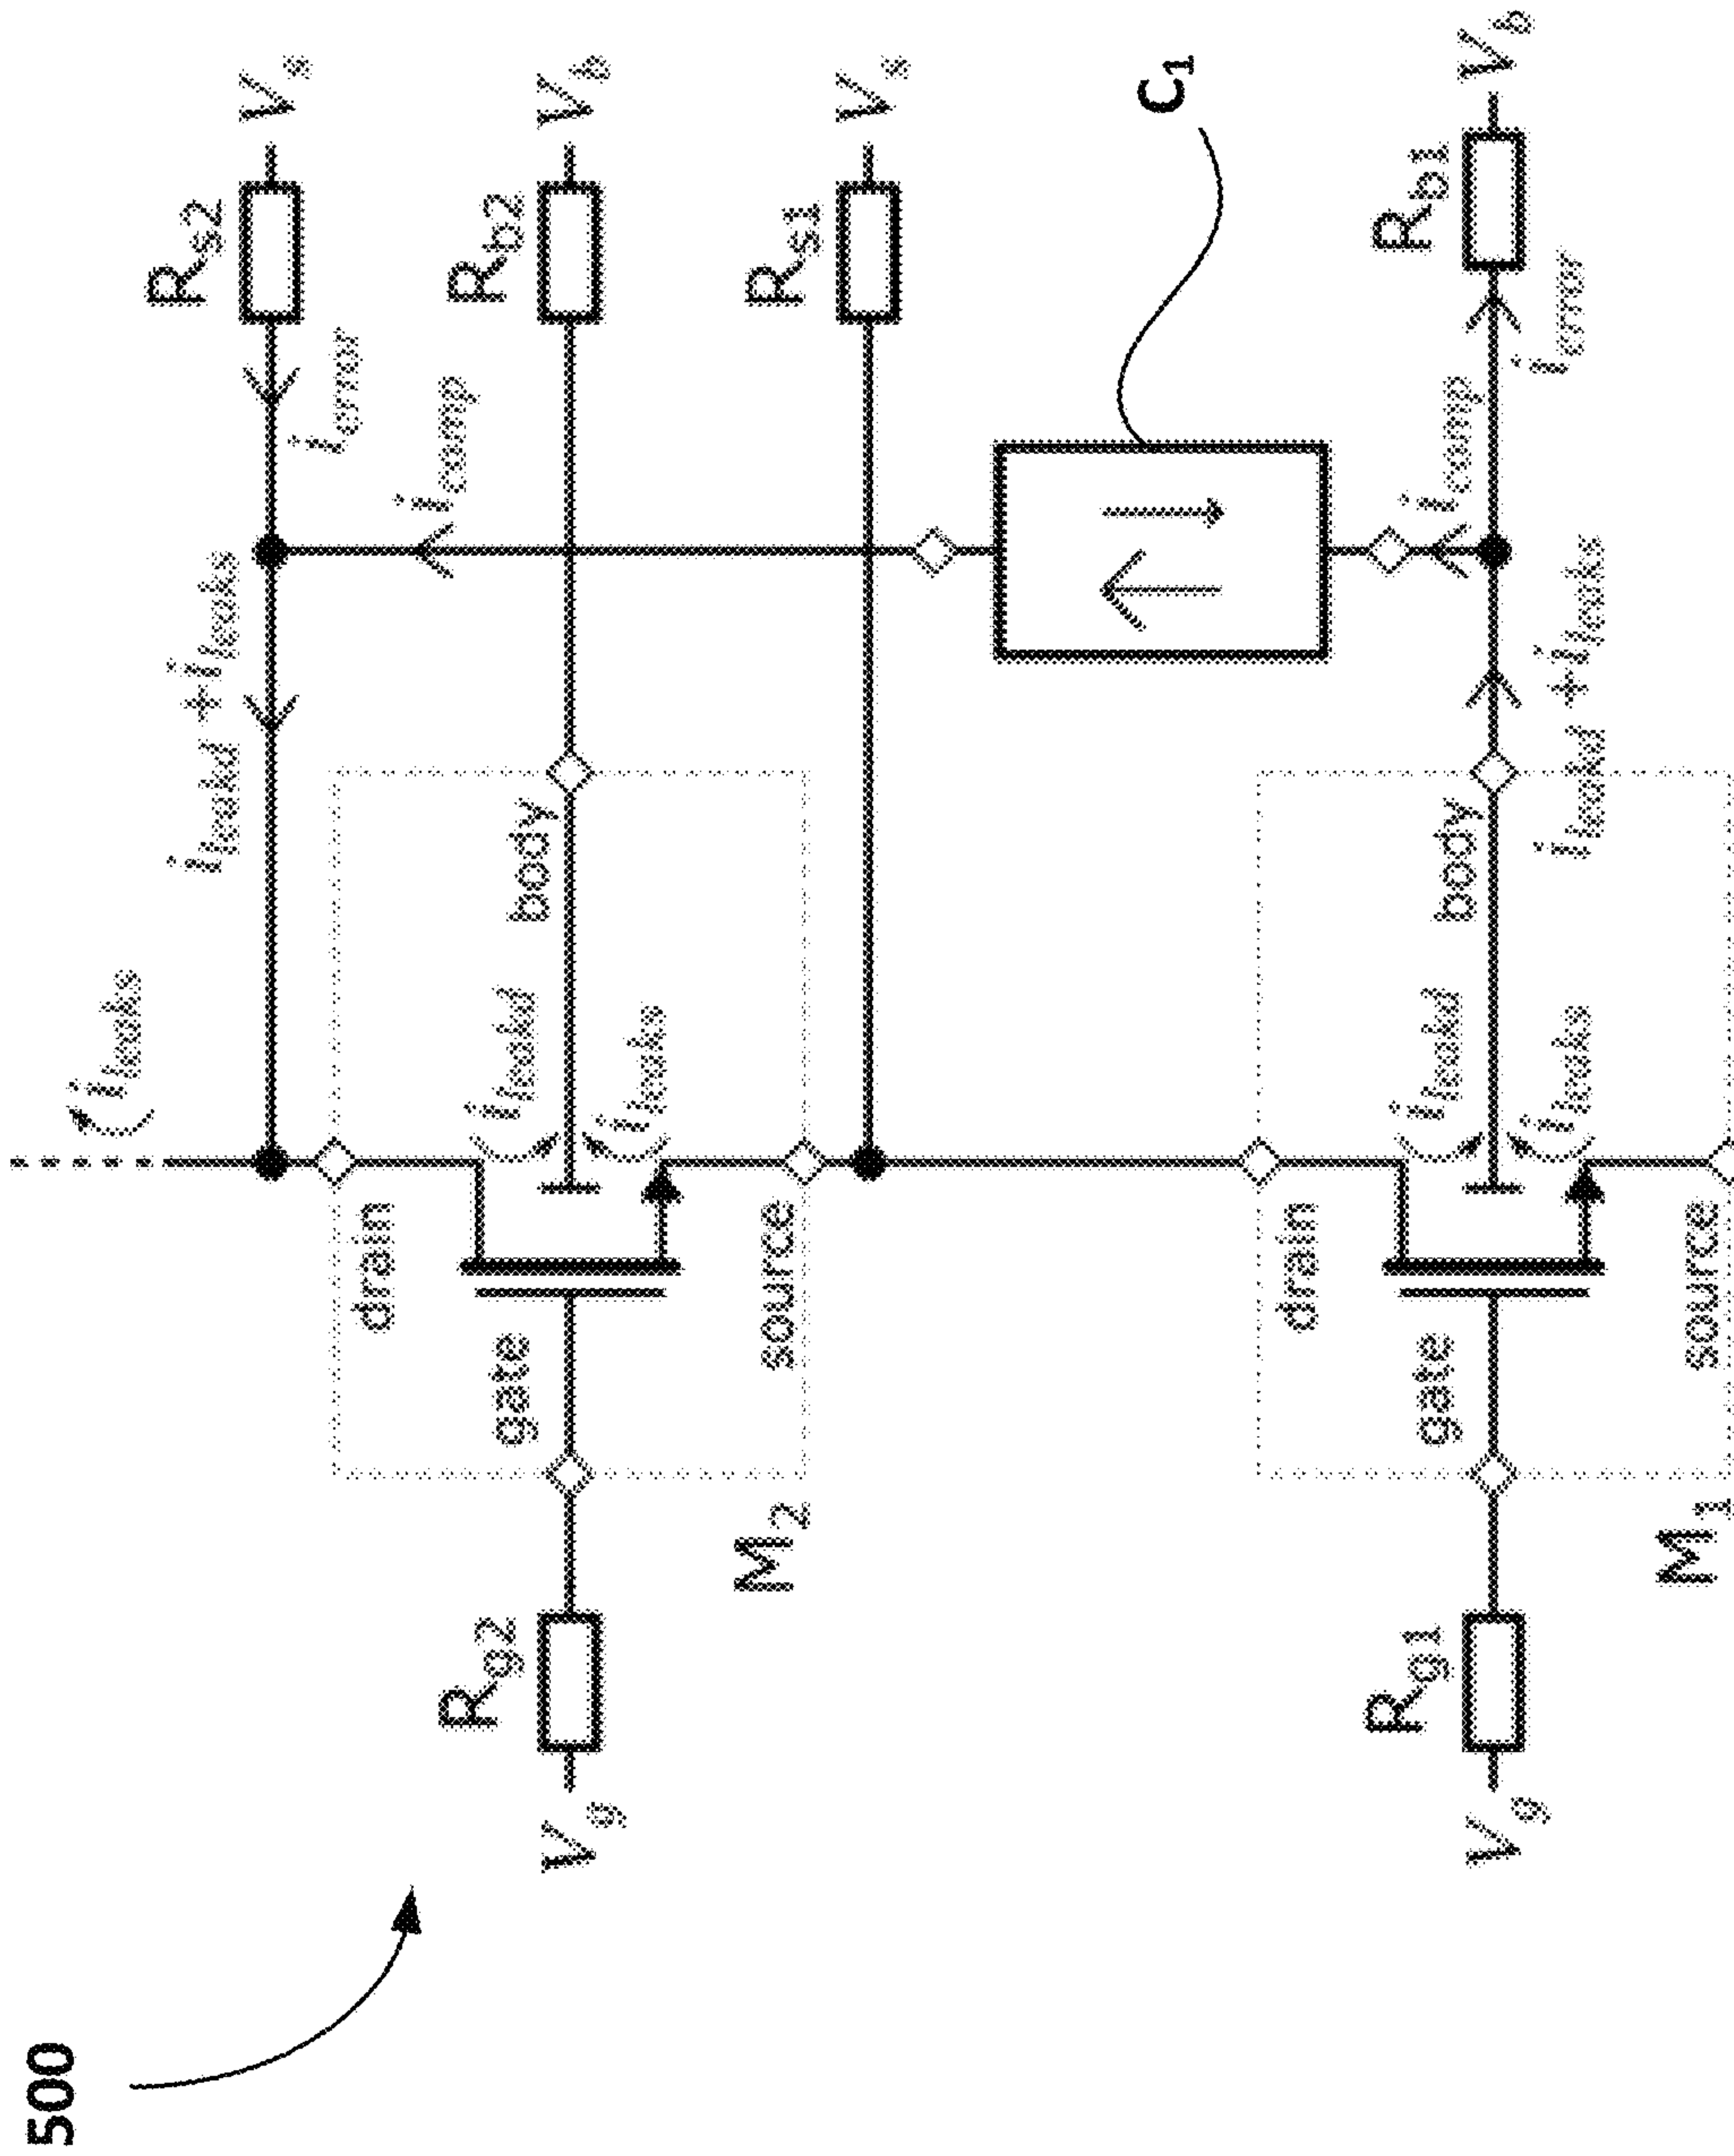 500
i_leaks
R_s2
V_s
i_leakd + i_leaks
i_error
i_comp
R_g2
V_g
gate
drain
i_leakd
i_leaks
body
R_b2
V_b
M_2
source
R_s1
V_s
C_1
R_g1
V_g
gate
drain
i_leakd
i_leaks
body
i_comp
i_leakd + i_leaks
i_error
R_b1
V_b
M_1
source